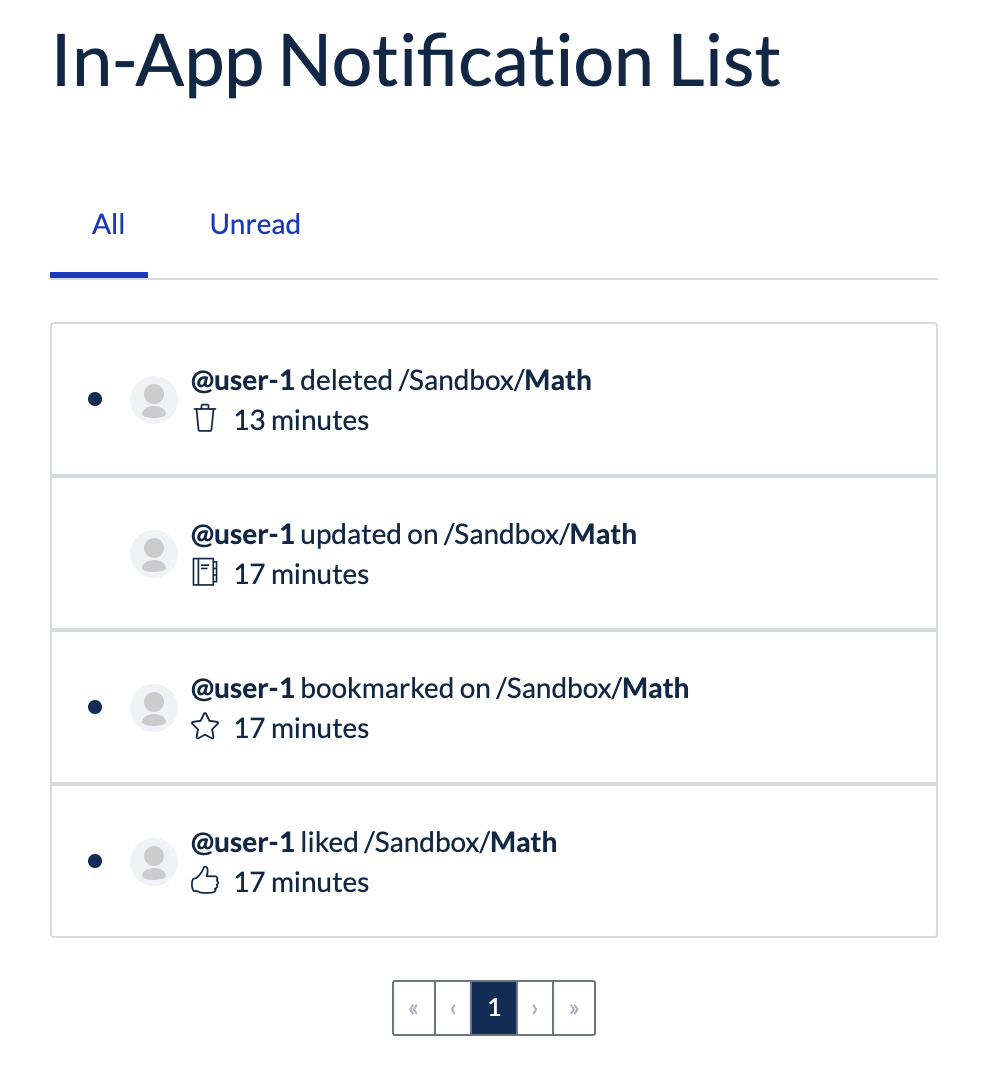 In-App Notification List
All Unread
@user-1 deleted /Sandbox/Math
13 minutes
@user-1 updated on /Sandbox/Math
17 minutes
@user-1 bookmarked on /Sandbox/Math
17 minutes
@user-1 liked /Sandbox/Math
17 minutes
« ‹ 1 › »